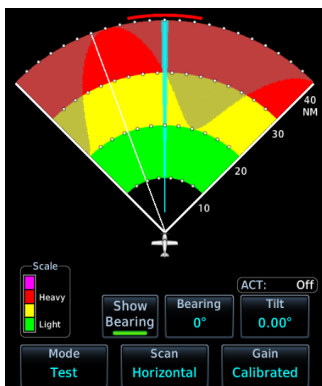 40
NM
30
20
10
Scale
Heavy
Light
ACT: Off
Show
Bearing
Bearing
0°
Tilt
0.00°
Mode
Test
Scan
Horizontal
Gain
Calibrated